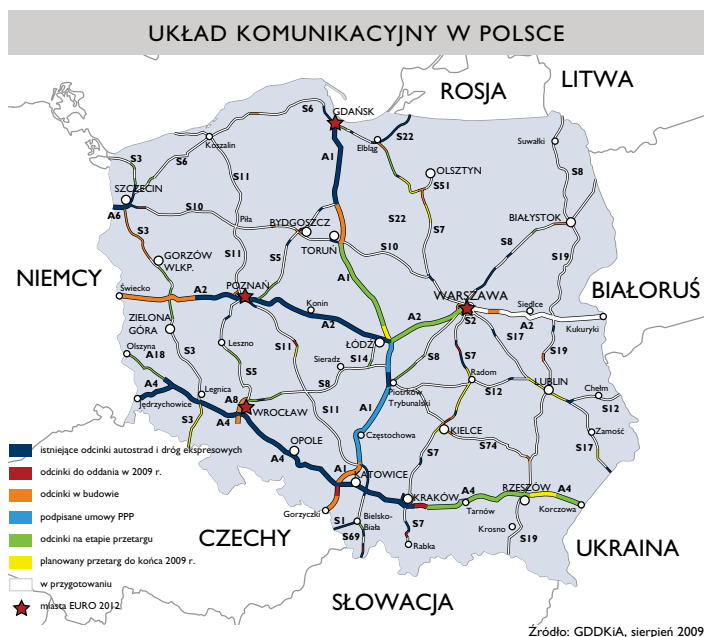 UKŁAD KOMUNIKACYJNY W POLSCE
LITWA
ROSJA
S6
GDAŃSK
S22
Elbląg
Koszalin
A1
Suwałki
S3
S6
S11
OLSZTYN
S8
S51
SZCZECIN
A6
S10
Piła
BYDGOSZCZ
S22
BIAŁYSTOK
S3
TORUŃ
S7
S8
S10
S11
S5
S19
GORZÓW
WLKP.
NIEMCY
A1
BIAŁORUŚ
Świecko
A2
POZNAŃ
WARSZAWA
Konin
A2
A2
S2
Siedlce
A2
Kukuryki
ZIELONA
GÓRA
S17
ŁÓDŹ
Olszyna
Leszno
S11
S14
S8
S7
S19
A18
S3
Sieradz
S5
S8
Radom
A4
Legnica
Piotrków
Trybunalski
S12
LUBLIN
Chełm
Jędrzychowice
A8
WROCŁAW
S11
A1
S12
S3
A4
Częstochowa
KIELCE
Zamość
S17
OPOLE
S74
istniejące odcinki autostrad i dróg ekspresowych
A4
S7
odcinki do oddania w 2009 r.
A1
KATOWICE
RZESZÓW
odcinki w budowie
A4
A4
KRAKÓW
Tarnów
Korczowa
podpisane umowy PPP
Gorzyczki
S1
Bielsko-
Biała
S7
Krosno
odcinki na etapie przetargu
CZECHY
S69
Rabka
S19
UKRAINA
planowany przetarg do końca 2009 r.
w przygotowaniu
miasta EURO 2012
SŁOWACJA
Źródło: GDDKiA, sierpień 2009